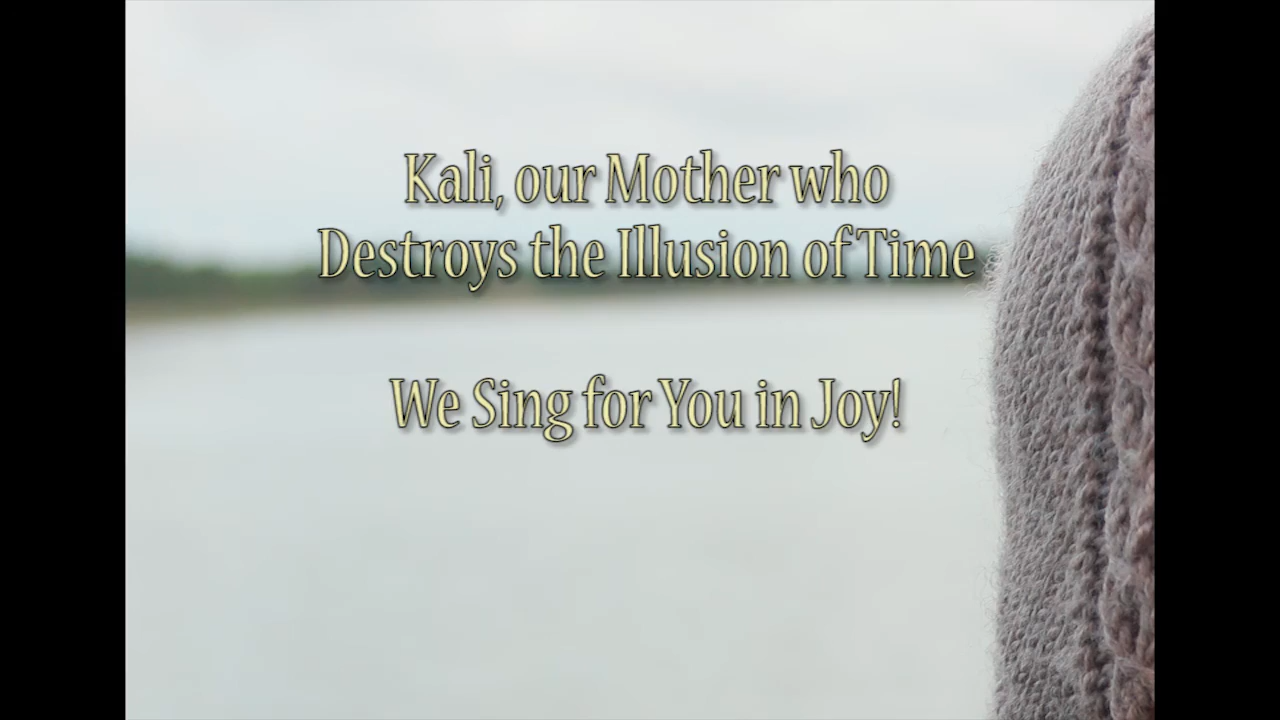 Kali, our Mother who
Destroys the Illusion of Time
We Sing for You in Joy!